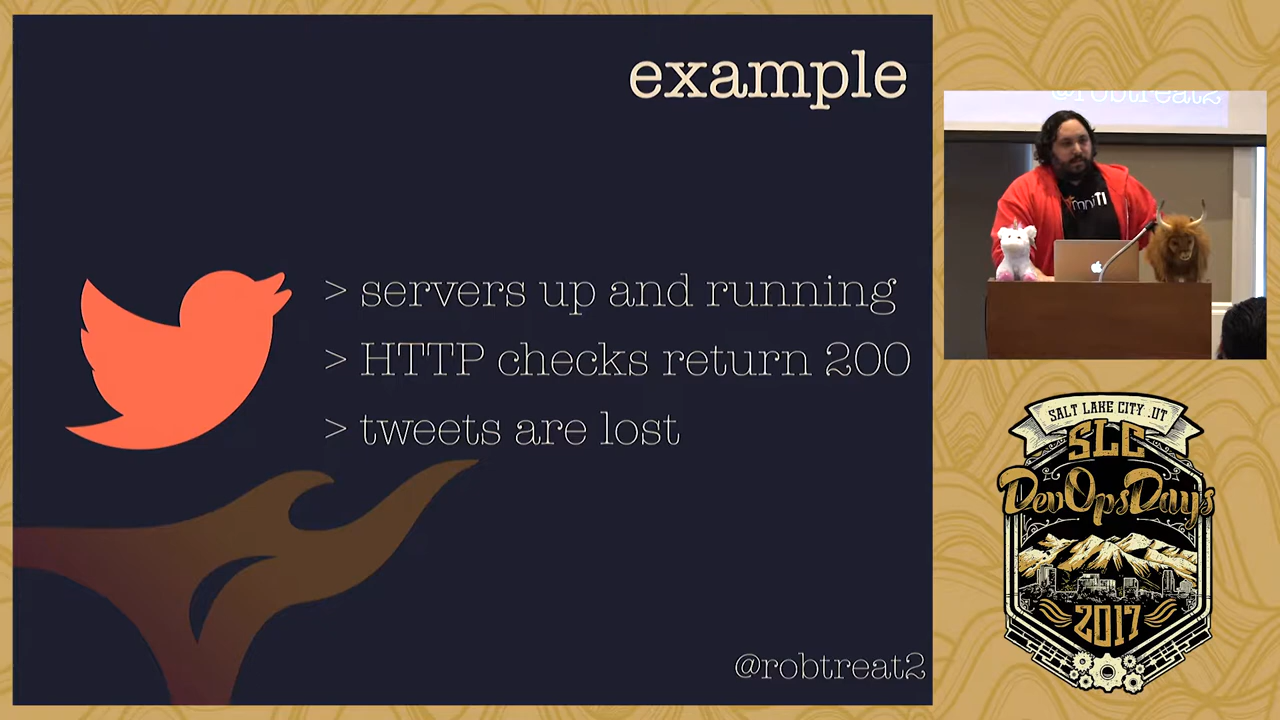 example
> servers up and running
> HTTP checks return 200
> tweets are lost
@robtreat2
@robtreat2
SALT LAKE CITY .UT
SLC
DevOpsDays
2017